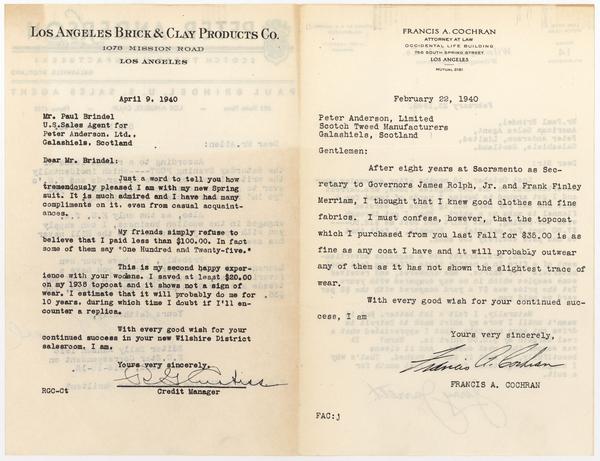 LOS ANGELES BRICK & CLAY PRODUCTS CO.
1078 MISSION ROAD
LOS ANGELES
April 9, 1940
Mr. Paul Brindel
U.S.Sales Agent for
Peter Anderson, Ltd.,
Galashiels, Scotland
Dear Mr. Brindel:
Just a word to tell you how
tremendously pleased I am with my new Spring
suit. It is much admired and I have had many
compliments on it, even from casual acquaint-
ances.
My friends simply refuse to
believe that I paid less than $100.00. In fact
some of them say "One Hundred and Twenty-five."
This is my second happy exper-
ience with your woolens. I saved at least $20.00
on my 1938 topcoat and it shows not a sign of
wear. I estimate that it will probably do me for
10 years, during which time I doubt if I'll en-
counter a replica.
With every good wish for your
continued success in your new Wilshire District
salesroom, I am,
Yours very sincerely,
RGC-Ct
Credit Manager
FRANCIS A. COCHRAN
ATTORNEY AT LAW
OCCIDENTAL LIFE BUILDING
756 SOUTH SPRING STREET
LOS ANGELES
MUTUAL 2181
February 22, 1940
Peter Anderson, Limited
Scotch Tweed Manufacturers
Galashiels, Scotland
Gentlemen:
After eight years at Sacramento as Sec-
retary to Governors James Rolph, Jr. and Frank Finley
Merriam, I thought that I knew good clothes and fine
fabrics. I must confess, however, that the topcoat
which I purchased from you last Fall for $35.00 is as
fine as any coat I have and it will probably outwear
any of them as it has not shown the slightest trace of
wear.
With every good wish for your continued suc-
cess, I am
Yours very sincerely,
Francis A. Cochran
FRANCIS A. COCHRAN
FAC:j